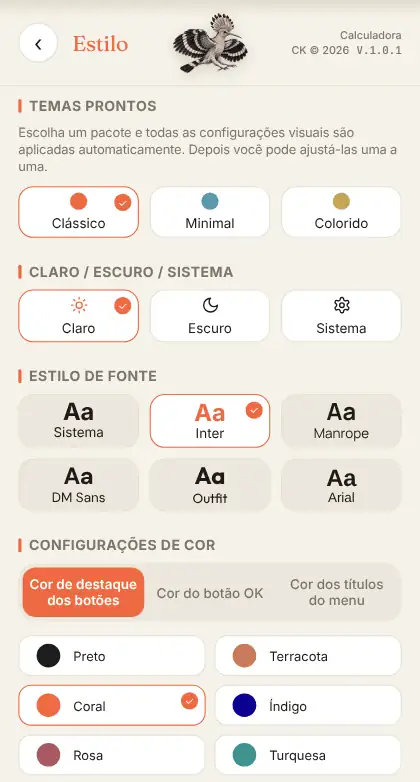 Estilo
Calculadora
CK © 2026 V.1.0.1
TEMAS PRONTOS
Escolha um pacote e todas as configurações visuais são
aplicadas automaticamente. Depois você pode ajustá-las uma a
uma.
Clássico
Minimal
Colorido
CLARO / ESCURO / SISTEMA
Claro
Escuro
Sistema
ESTILO DE FONTE
Aa
Sistema
Aa
Inter
Aa
Manrope
Aa
DM Sans
Aa
Outfit
Aa
Arial
CONFIGURAÇÕES DE COR
Cor de destaque
dos botões
Cor do botão OK
Cor dos títulos
do menu
Preto
Terracota
Coral
Índigo
Rosa
Turquesa